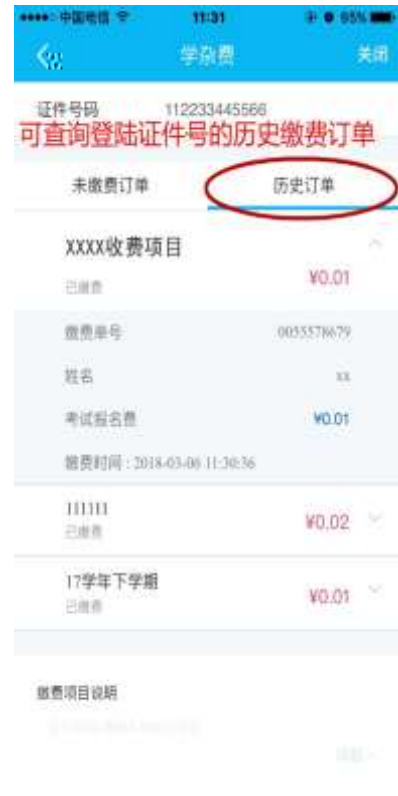 中国电信 11:31 95%
学杂费 关闭
证件号码 112233445566
可查询登陆证件号的历史缴费订单
未缴费订单 历史订单
XXXX收费项目
已缴费 ¥0.01
缴费单号 0055578679
姓名 xx
考试报名费 ¥0.01
缴费时间：2018-03-06 11:30:36
111111
已缴费 ¥0.02
17学年下学期
已缴费 ¥0.01
缴费项目说明